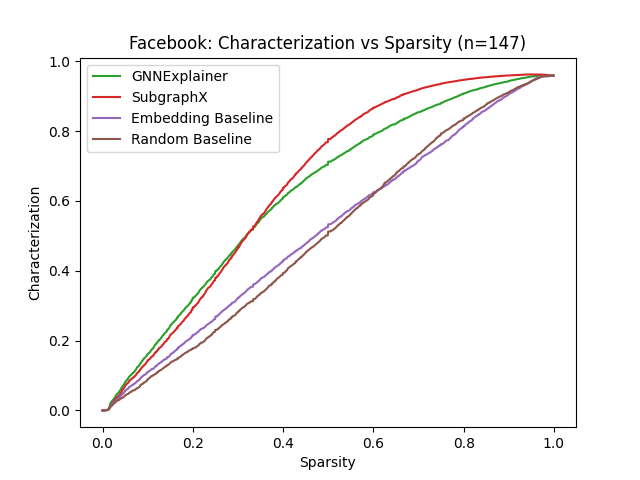 Facebook: Characterization vs Sparsity (n=147)
GNNExplainer
SubgraphX
Embedding Baseline
Random Baseline
Characterization
1.0
0.8
0.6
0.4
0.2
0.0
0.0 0.2 0.4 0.6 0.8 1.0
Sparsity